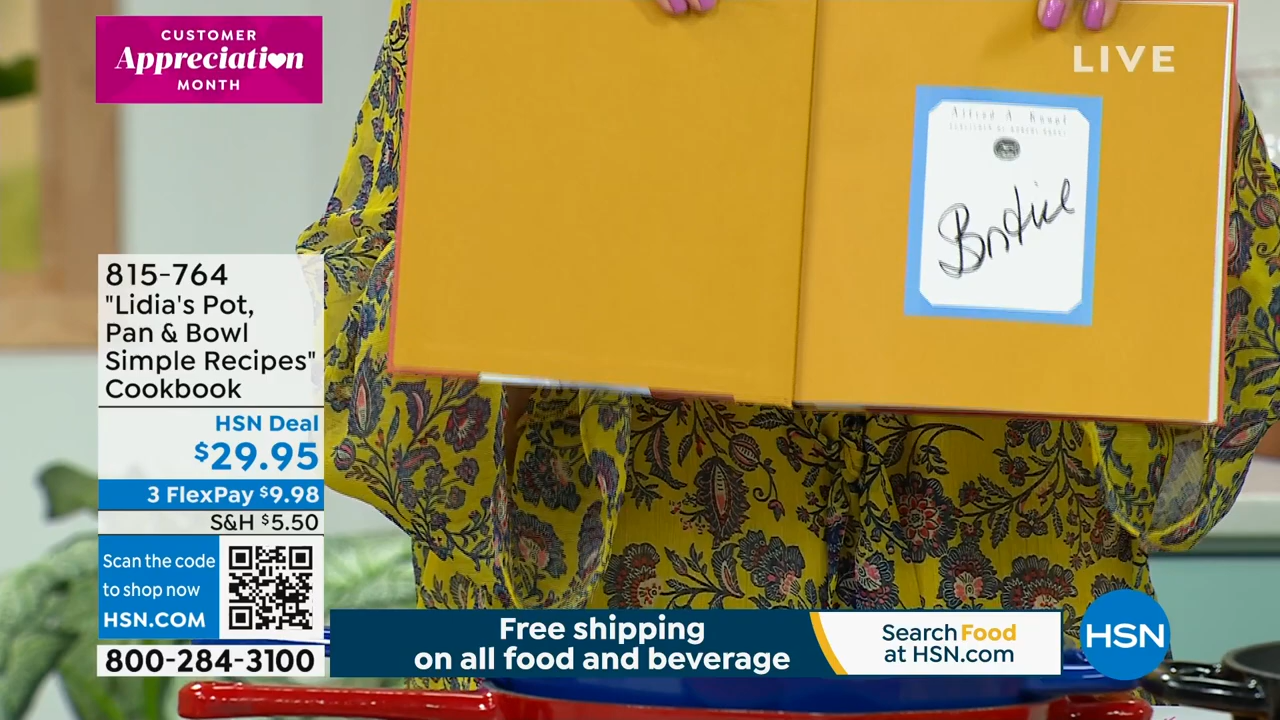 CUSTOMER
Appreciation
MONTH
LIVE
Alfred A. Knopf
815-764
"Lidia's Pot,
Pan & Bowl
Simple Recipes"
Cookbook
HSN Deal
$29.95
3 FlexPay $9.98
S&H $5.50
Scan the code
to shop now
HSN.COM
800-284-3100
Free shipping
on all food and beverage
Search Food
at HSN.com
HSN